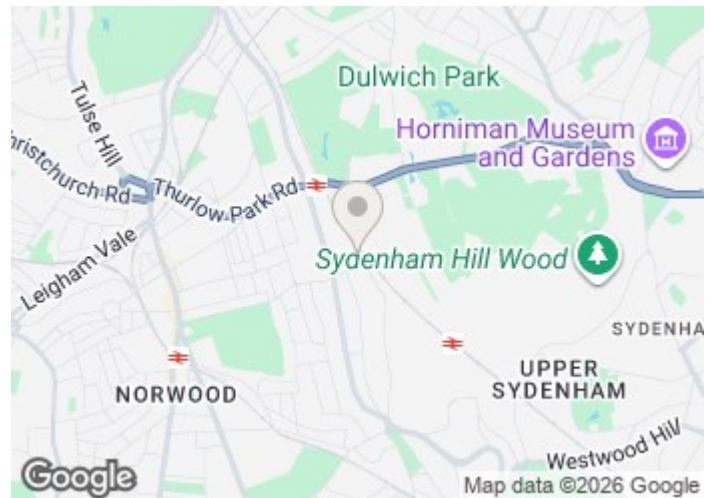 Dulwich Park
Tulse Hill
Horniman Museum
and Gardens
hristchurch Rd
Thurlow Park Rd
Leigham Vale
Sydenham Hill Wood
SYDENHA
UPPER
SYDENHAM
NORWOOD
Westwood Hill
Google
Map data ©2026 Google